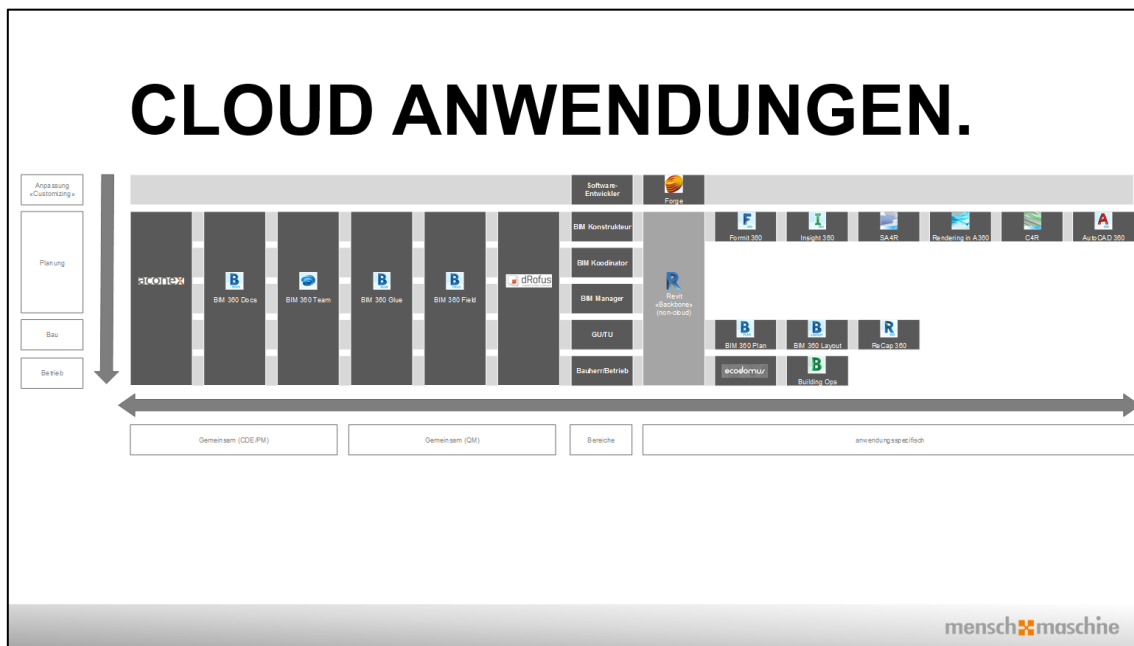 CLOUD ANWENDUNGEN.
Anpassung
«Customizing»
Software-
Entwickler
Forge
Planung
aconex
BIM 360 Docs
BIM 360 Team
BIM 360 Glue
BIM 360 Field
dRofus
BIM Konstrukteur
BIM Koodinator
BIM Manager
Revit
«Backbone»
(non-cloud)
Formit 360
Insight 360
SA4R
Rendering in A360
C4R
AutoCAD 360
Bau
GU/TU
BIM 360 Plan
BIM 360 Layout
ReCap 360
Betrieb
Bauherr/Betrieb
ecodomus
Building Ops
Gemeinsam (CDE/PM)
Gemeinsam (QM)
Bereiche
anwendungsspezifisch
mensch maschine